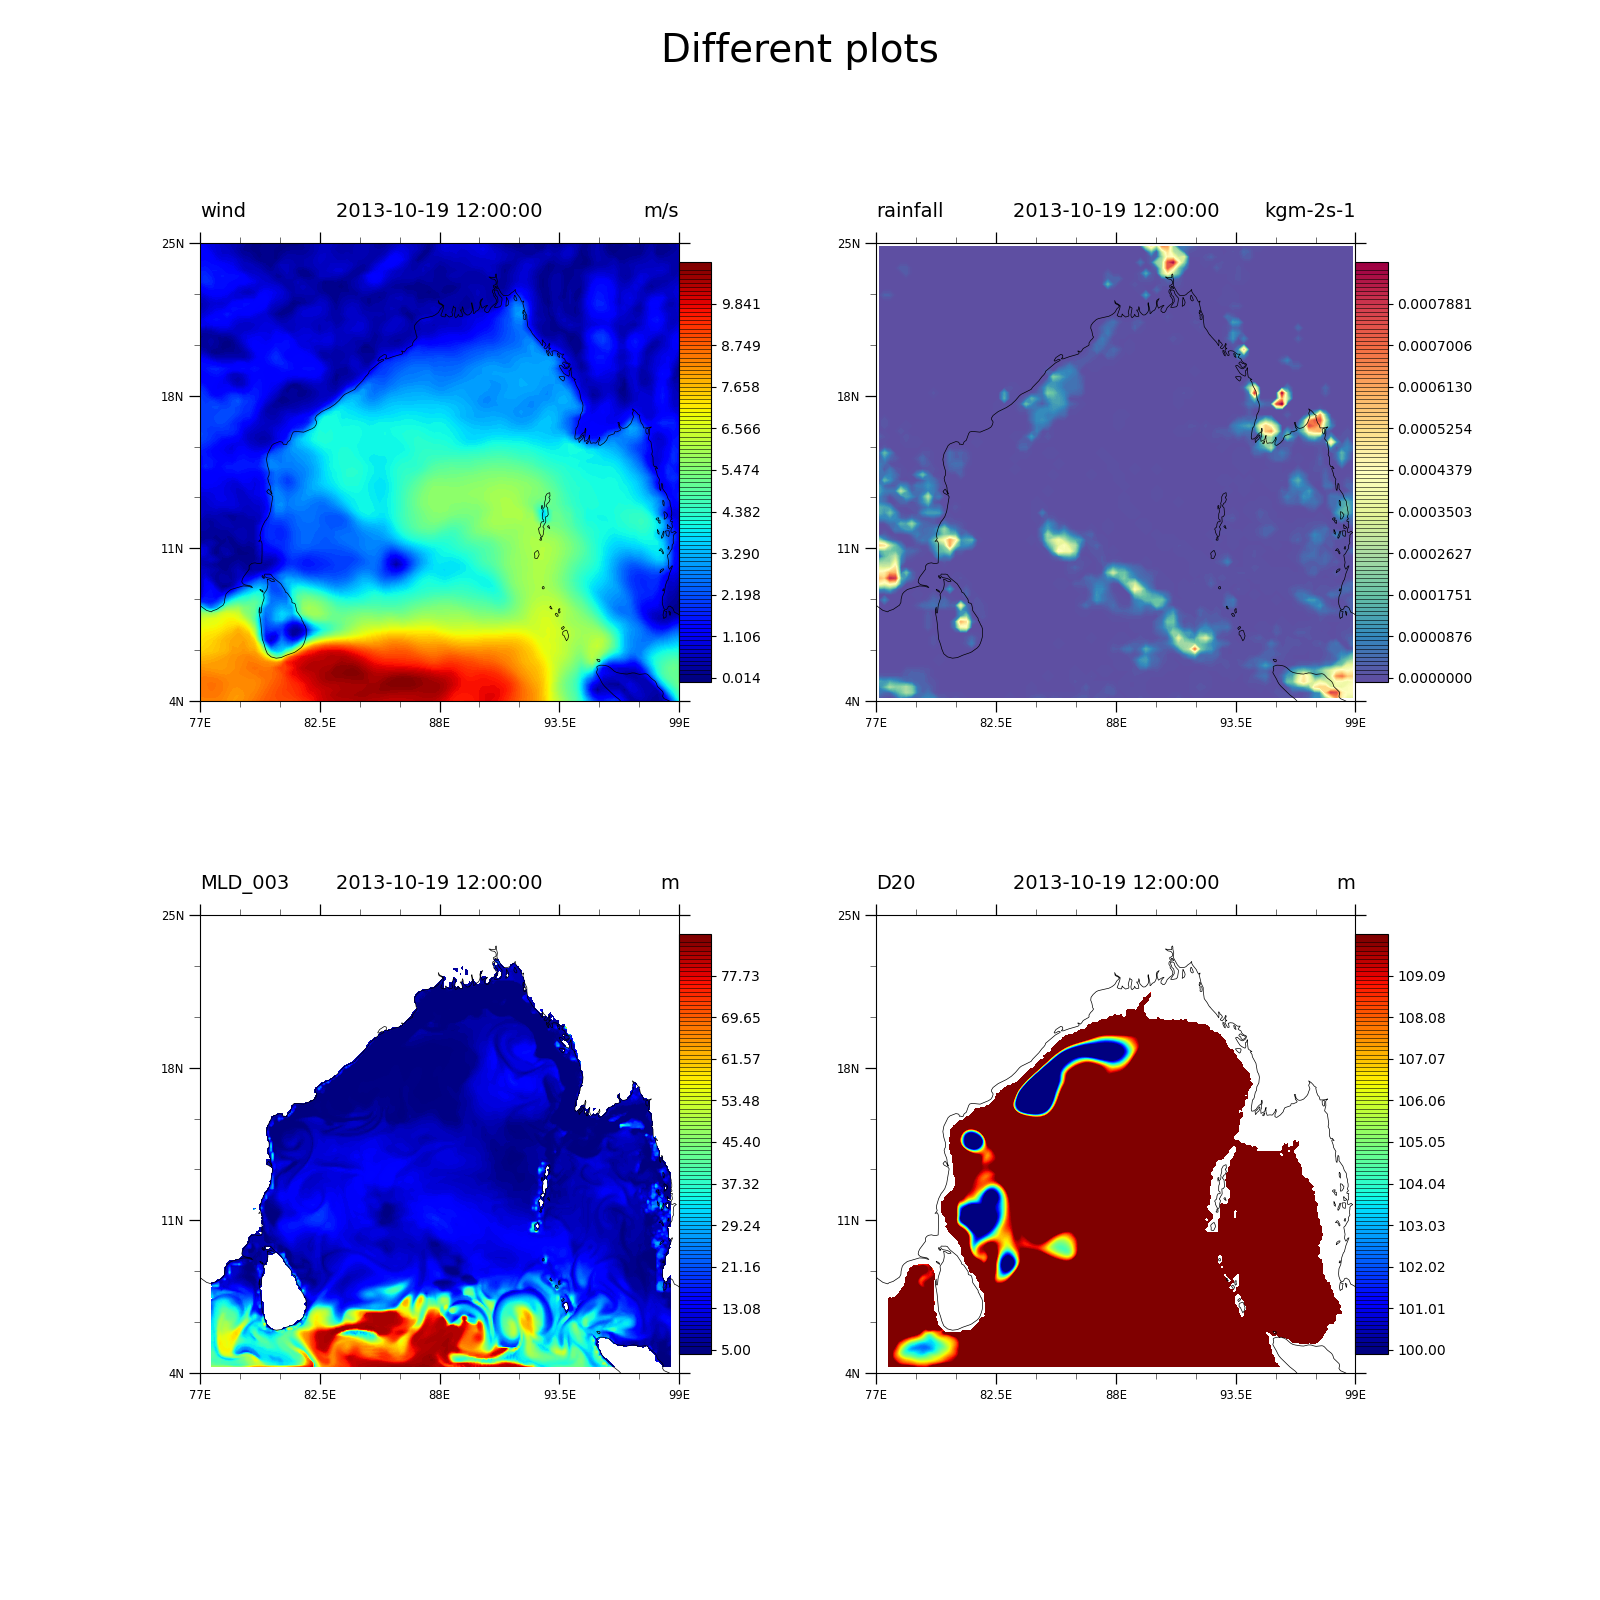 Different plots
wind 2013-10-19 12:00:00 m/s
25N
18N
11N
4N
77E 82.5E 88E 93.5E 99E
9.841
8.749
7.658
6.566
5.474
4.382
3.290
2.198
1.106
0.014
rainfall 2013-10-19 12:00:00 kgm-2s-1
25N
18N
11N
4N
77E 82.5E 88E 93.5E 99E
0.0007881
0.0007006
0.0006130
0.0005254
0.0004379
0.0003503
0.0002627
0.0001751
0.0000876
0.0000000
MLD_003 2013-10-19 12:00:00 m
25N
18N
11N
4N
77E 82.5E 88E 93.5E 99E
77.73
69.65
61.57
53.48
45.40
37.32
29.24
21.16
13.08
5.00
D20 2013-10-19 12:00:00 m
25N
18N
11N
4N
77E 82.5E 88E 93.5E 99E
109.09
108.08
107.07
106.06
105.05
104.04
103.03
102.02
101.01
100.00